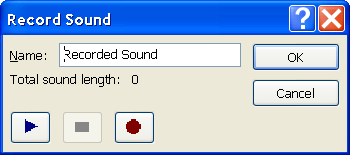 Record Sound
?
Name: Recorded Sound
OK
Total sound length: 0
Cancel